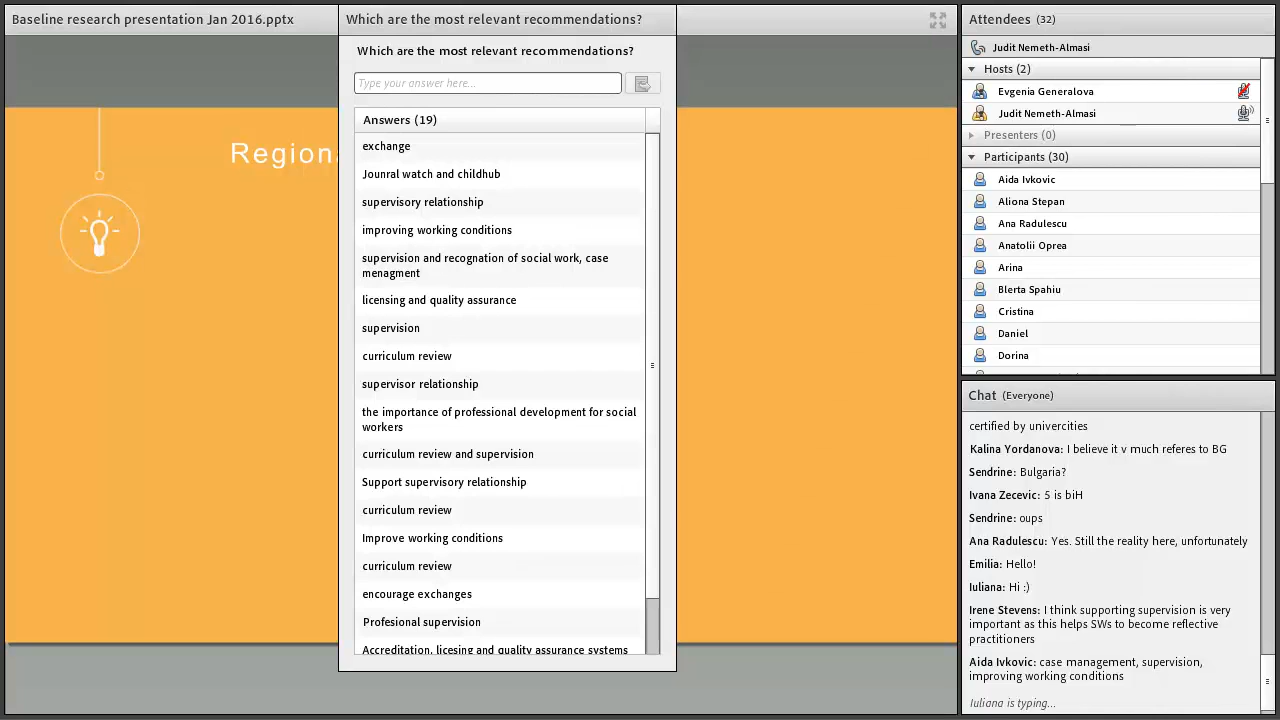 Baseline research presentation Jan 2016.pptx
Regiona
Which are the most relevant recommendations?
Which are the most relevant recommendations?
Type your answer here...
Answers (19)
exchange
Jounral watch and childhub
supervisory relationship
improving working conditions
supervision and recognation of social work, case
menagment
licensing and quality assurance
supervision
curriculum review
supervisor relationship
the importance of professional development for social
workers
curriculum review and supervision
Support supervisory relationship
curriculum review
Improve working conditions
curriculum review
encourage exchanges
Profesional supervision
Accreditation, licesing and quality assurance systems
Attendees (32)
Judit Nemeth-Almasi
Hosts (2)
Evgenia Generalova
Judit Nemeth-Almasi
Presenters (0)
Participants (30)
Aida Ivkovic
Aliona Stepan
Ana Radulescu
Anatolii Oprea
Arina
Blerta Spahiu
Cristina
Daniel
Dorina
Chat (Everyone)
certified by univercities
Kalina Yordanova: I believe it v much referes to BG
Sendrine: Bulgaria?
Ivana Zecevic: 5 is biH
Sendrine: oups
Ana Radulescu: Yes. Still the reality here, unfortunately
Emilia: Hello!
Iuliana: Hi :)
Irene Stevens: I think supporting supervision is very
important as this helps SWs to become reflective
practitioners
Aida Ivkovic: case management, supervision,
improving working conditions
Iuliana is typing...